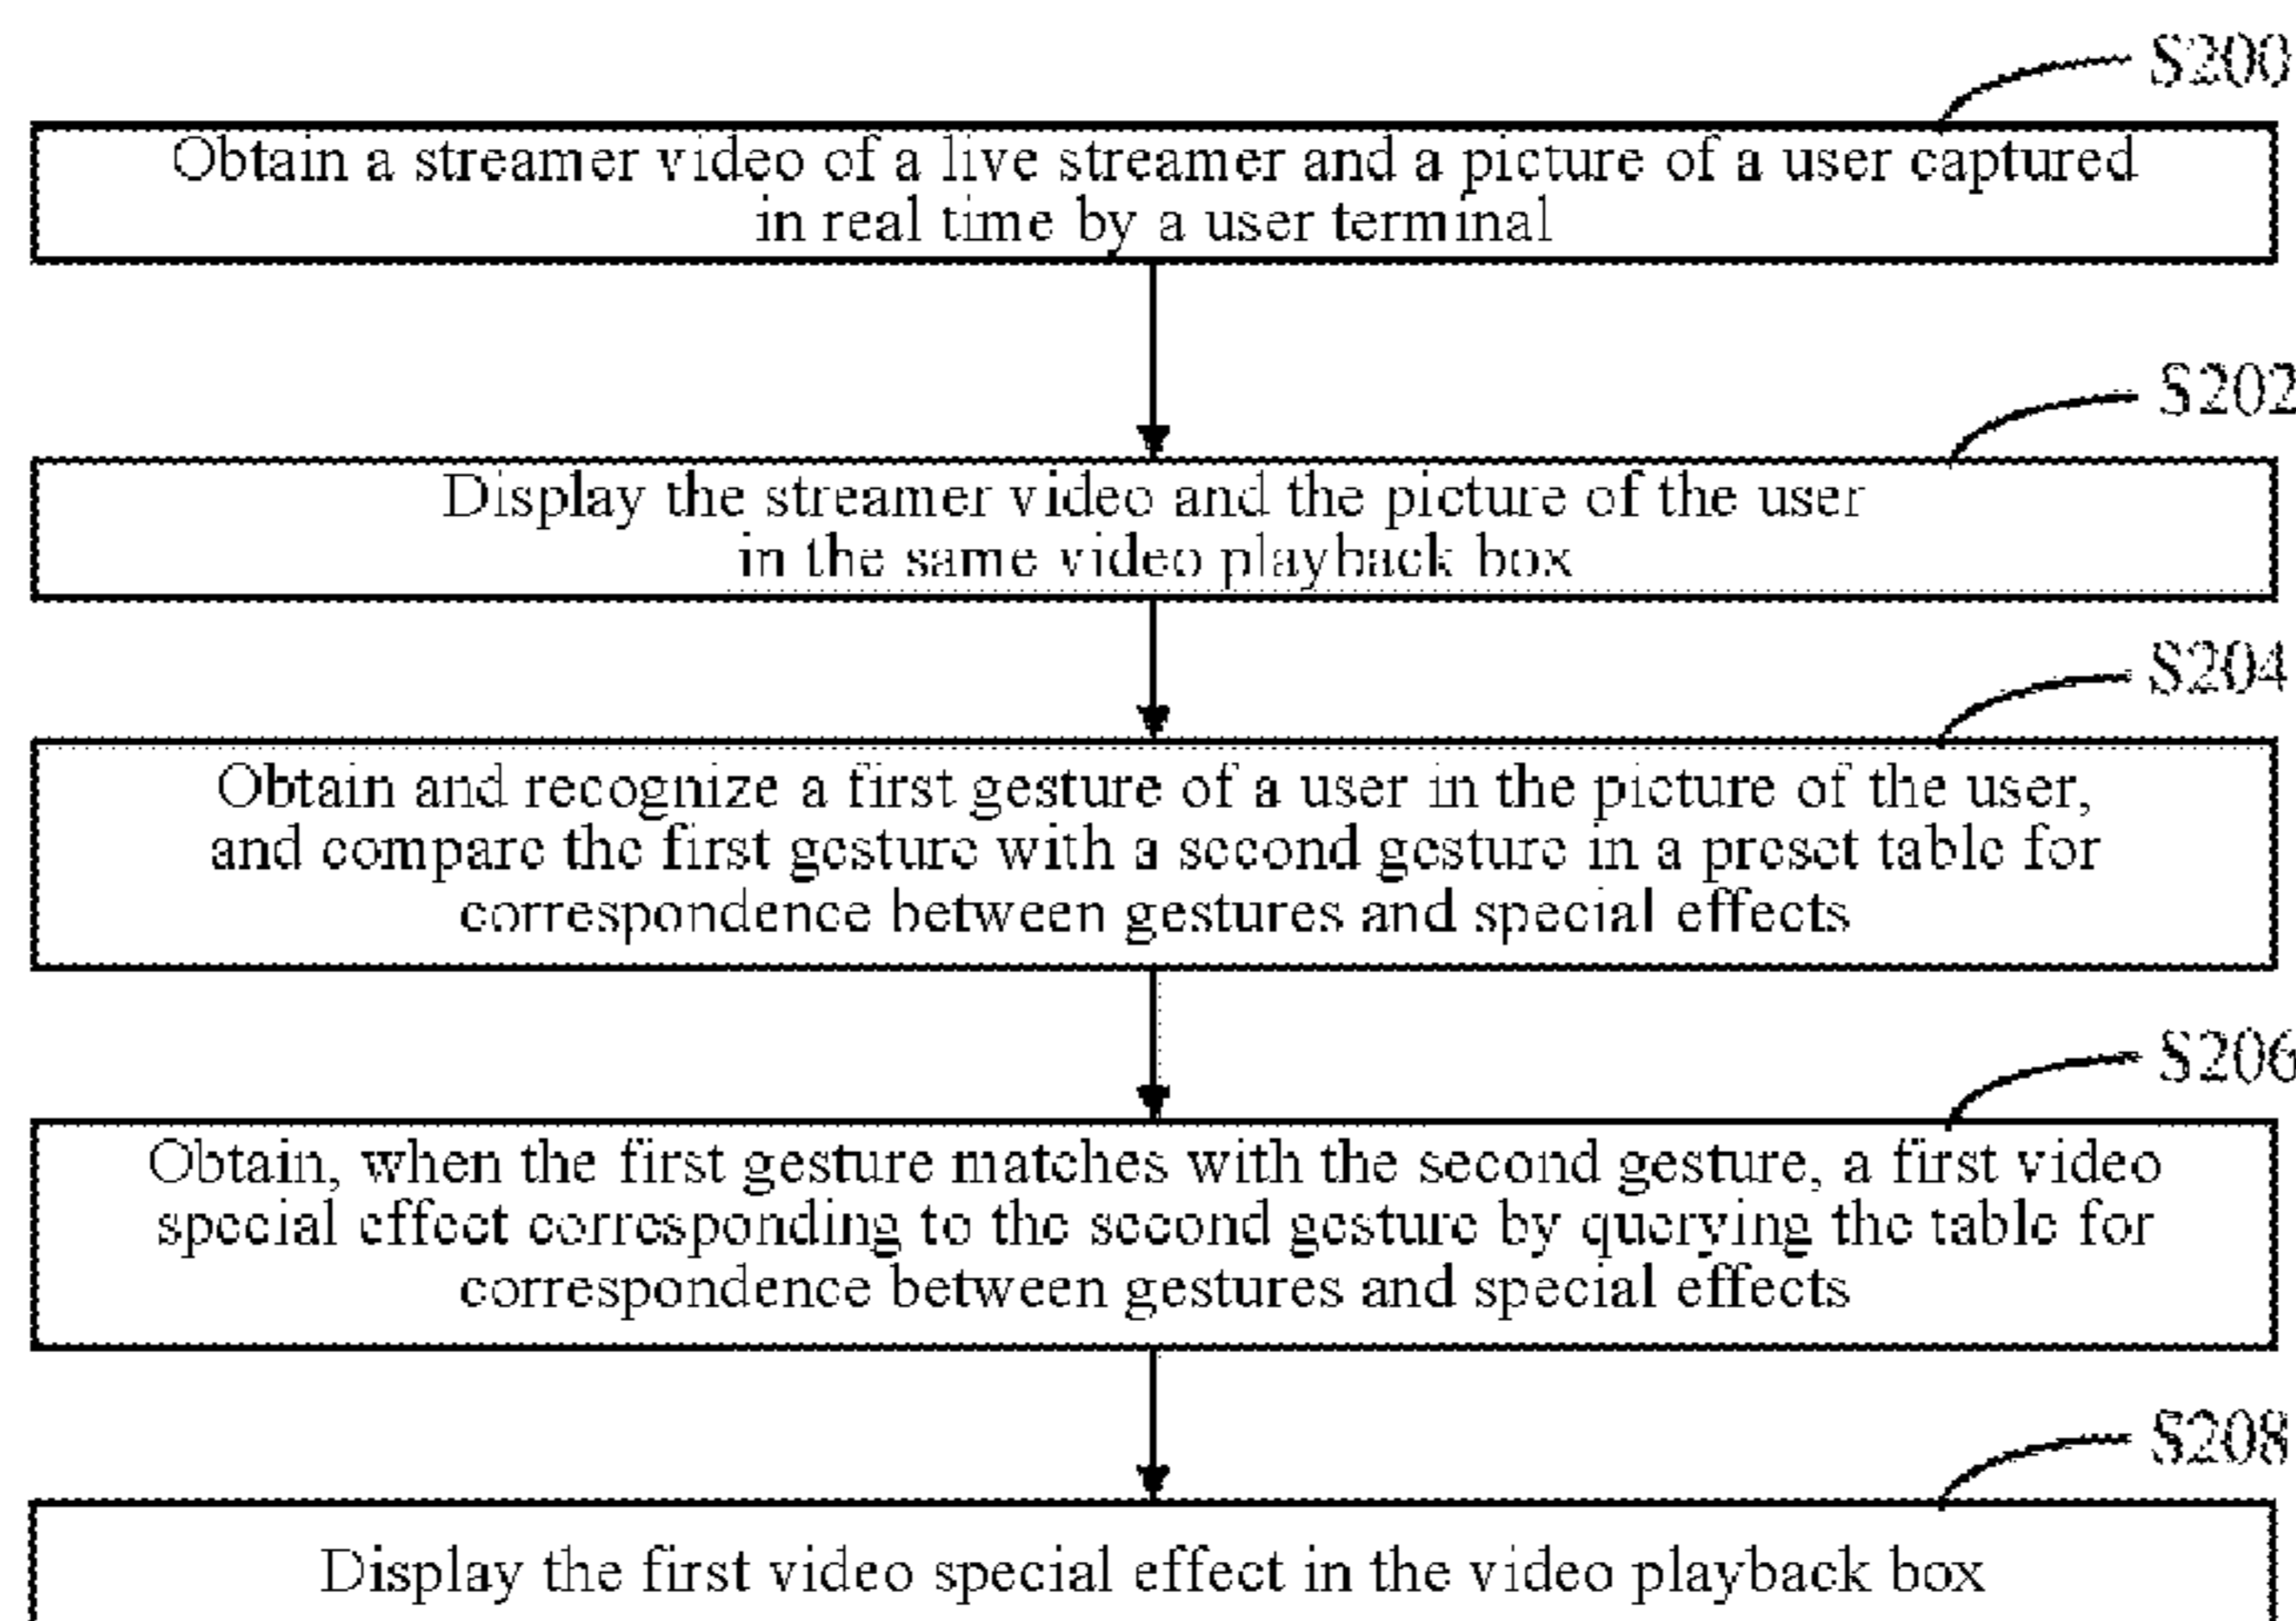 S200
Obtain a streamer video of a live streamer and a picture of a user captured
in real time by a user terminal
S202
Display the streamer video and the picture of the user
in the same video playback box
S204
Obtain and recognize a first gesture of a user in the picture of the user,
and compare the first gesture with a second gesture in a preset table for
correspondence between gestures and special effects
S206
Obtain, when the first gesture matches with the second gesture, a first video
special effect corresponding to the second gesture by querying the table for
correspondence between gestures and special effects
S208
Display the first video special effect in the video playback box